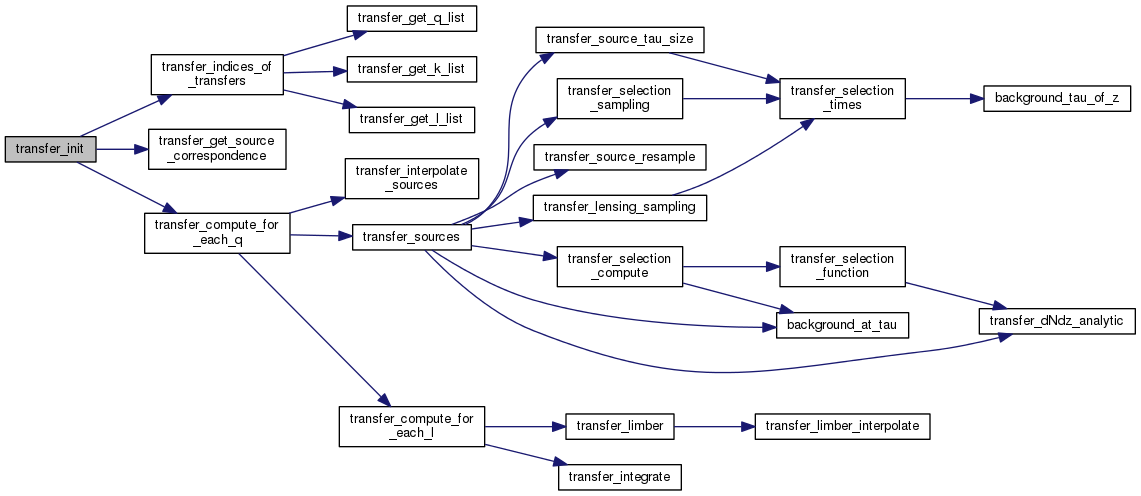 transfer_init
transfer_indices_of
_transfers
transfer_get_source
_correspondence
transfer_compute_for
_each_q
transfer_get_q_list
transfer_get_k_list
transfer_get_l_list
transfer_interpolate
_sources
transfer_sources
transfer_compute_for
_each_l
transfer_source_tau_size
transfer_selection
_sampling
transfer_source_resample
transfer_lensing_sampling
transfer_selection
_compute
transfer_limber
transfer_integrate
transfer_selection
_times
transfer_selection
_function
background_at_tau
transfer_limber_interpolate
background_tau_of_z
transfer_dNdz_analytic